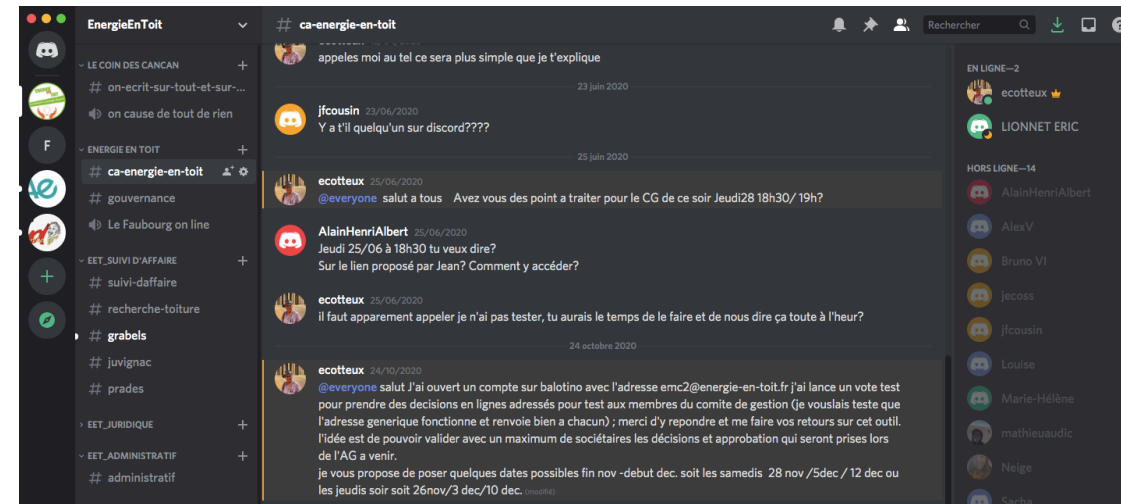 EnergieEnToit
LE COIN DES CANCAN
# on-ecrit-sur-tout-et-sur-...
on cause de tout de rien
ENERGIE EN TOIT
# ca-energie-en-toit
# gouvernance
Le Faubourg on line
EET_SUIVI D'AFFAIRE
# suivi-daffaire
# recherche-toiture
# grabels
# juvignac
# prades
EET_JURIDIQUE
EET_ADMINISTRATIF
# administratif
F
# ca-energie-en-toit
Rechercher
appeles moi au tel ce sera plus simple que je t'explique
23 juin 2020
jfcousin 23/06/2020
Y a t'il quelqu'un sur discord????
25 juin 2020
ecotteux 25/06/2020
@everyone salut a tous Avez vous des point a traiter pour le CG de ce soir Jeudi28 18h30/ 19h?
AlainHenriAlbert 25/06/2020
Jeudi 25/06 à 18h30 tu veux dire?
Sur le lien proposé par Jean? Comment y accéder?
ecotteux 25/06/2020
il faut apparement appeler je n'ai pas tester, tu aurais le temps de le faire et de nous dire ça toute à l'heur?
24 octobre 2020
ecotteux 24/10/2020
@everyone salut J'ai ouvert un compte sur balotino avec l'adresse emc2@energie-en-toit.fr j'ai lance un vote test
pour prendre des decisions en lignes adressés pour test aux membres du comite de gestion (je vouslais teste que
l'adresse generique fonctionne et renvoie bien a chacun) ; merci d'y repondre et me faire vos retours sur cet outil.
l'idée est de pouvoir valider avec un maximum de sociétaires les décisions et approbation qui seront prises lors
de l'AG a venir.
je vous propose de poser quelques dates possibles fin nov -debut dec. soit les samedis 28 nov /5dec / 12 dec ou
les jeudis soir soit 26nov/3 dec/10 dec. (modifié)
EN LIGNE—2
ecotteux
LIONNET ERIC
HORS LIGNE—14
AlainHenriAlbert
AlexV
Bruno VI
jecoss
jfcousin
Louise
Marie-Hélène
mathieuaudic
Neige
Sacha